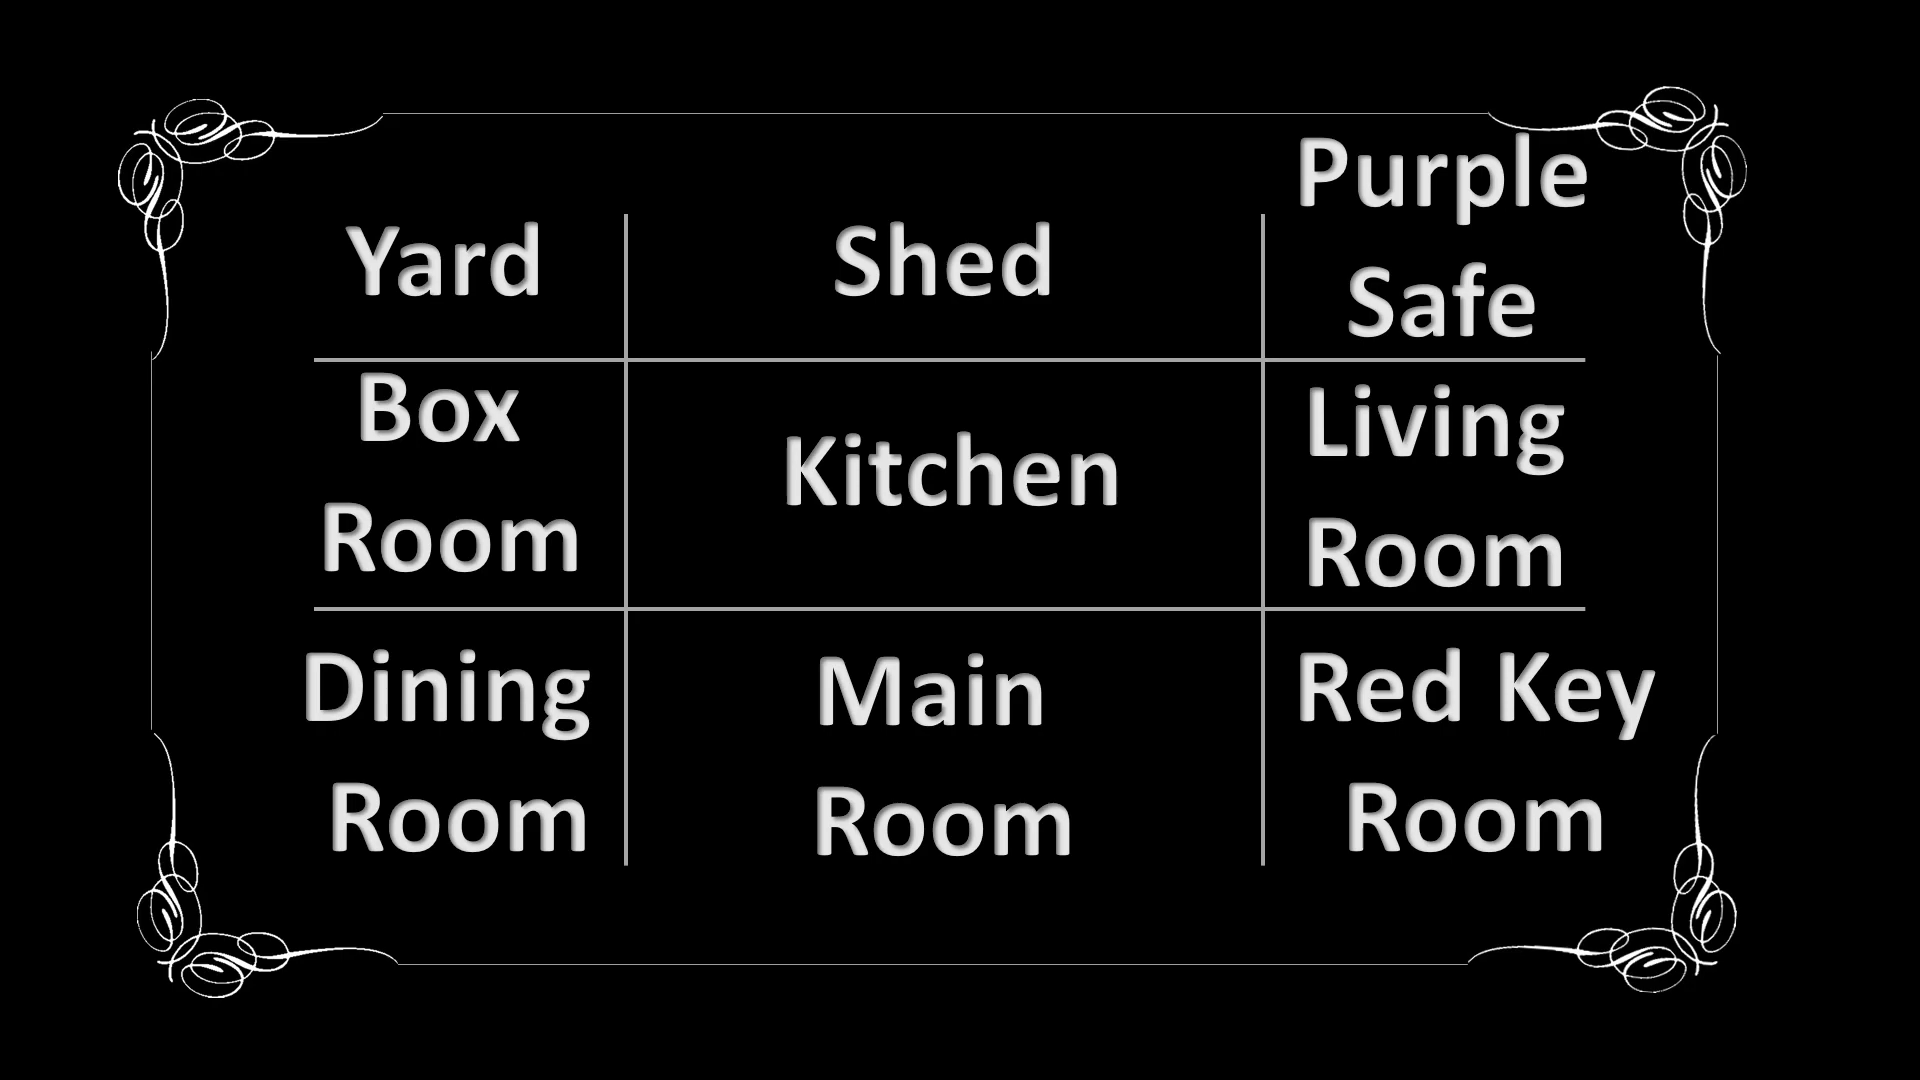 Yard
Shed
Purple
Safe
Box
Room
Kitchen
Living
Room
Dining
Room
Main
Room
Red Key
Room